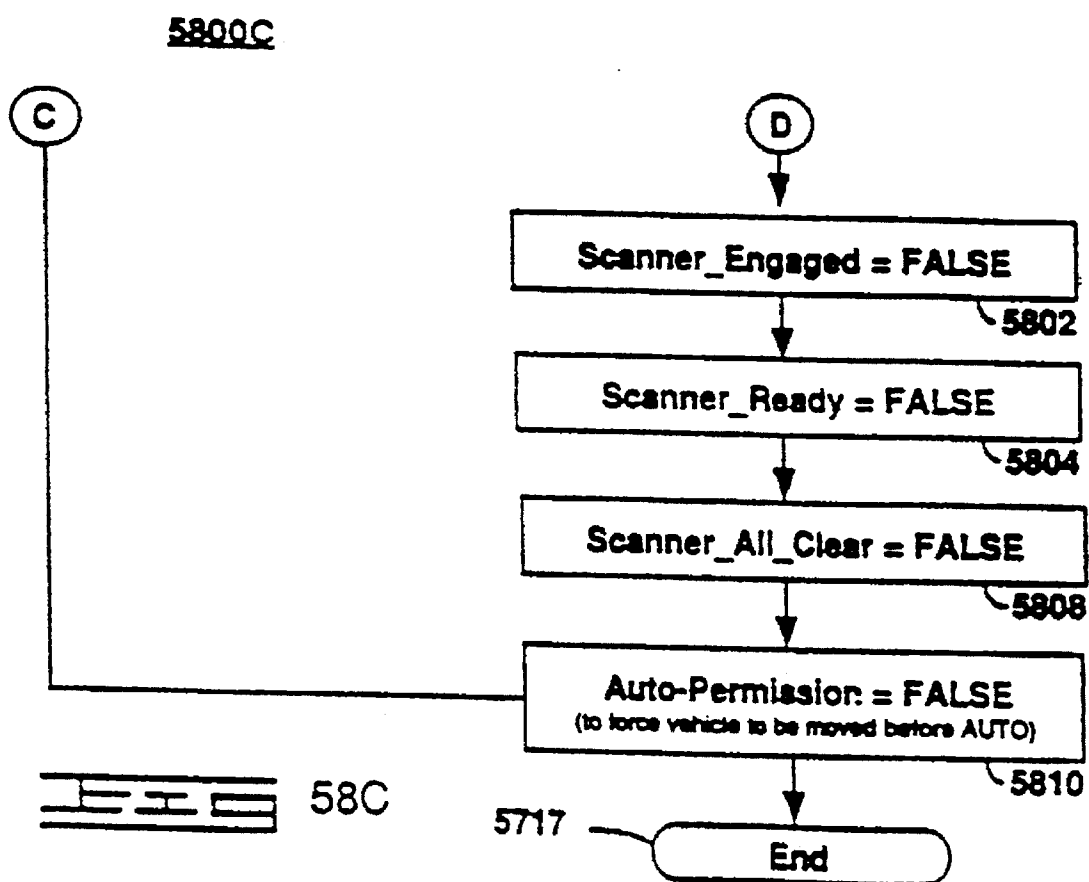 5800C
C
D
Scanner_Engaged = FALSE
5802
Scanner_Ready = FALSE
5804
Scanner_All_Clear = FALSE
5808
Auto-Permission = FALSE
(to force vehicle to be moved before AUTO)
5810
58C
5717
End